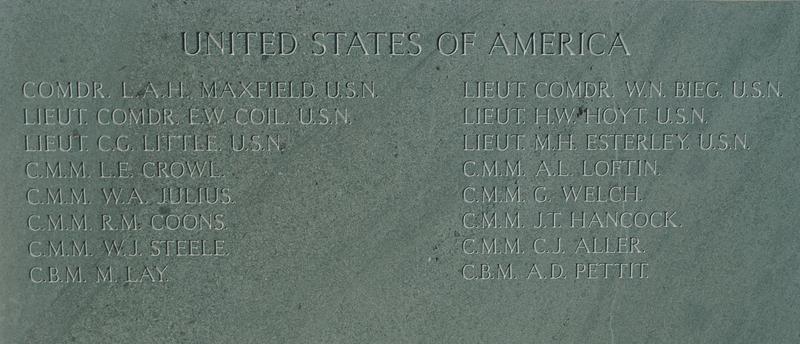 UNITED STATES OF AMERICA
COMDR. L.A.H. MAXFIELD. U.S.N.
LIEUT. COMDR. E.W. COIL. U.S.N.
LIEUT. C.G. LITTLE. U.S.N.
C.M.M. L.E. CROWL.
C.M.M. W.A. JULIUS.
C.M.M. R.M. COONS.
C.M.M. W.J. STEELE.
C.B.M. M. LAY.
LIEUT. COMDR. W.N. BIEG. U.S.N.
LIEUT. H.W. HOYT. U.S.N.
LIEUT. M.H. ESTERLEY. U.S.N.
C.M.M. A.L. LOFTIN.
C.M.M. G. WELCH.
C.M.M. J.T. HANCOCK.
C.M.M. C.J. ALLER.
C.B.M. A.D. PETTIT.